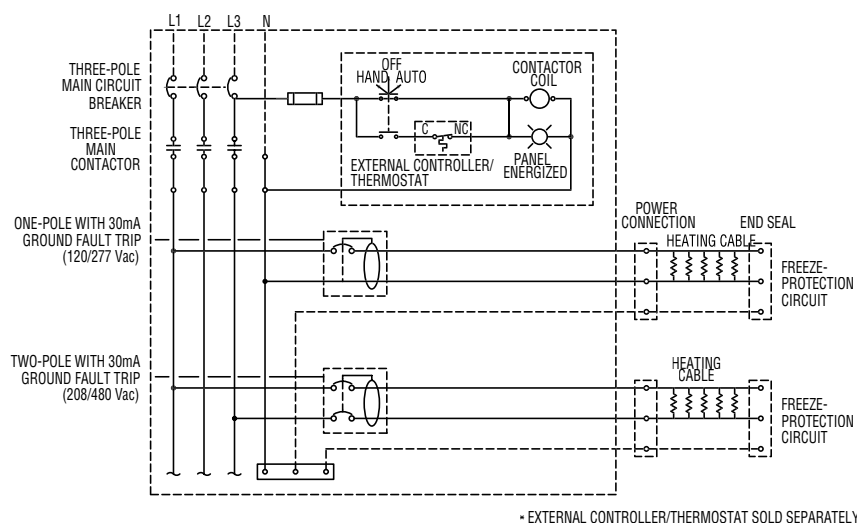 L1 L2 L3 N
THREE-POLE
MAIN CIRCUIT
BREAKER
THREE-POLE
MAIN
CONTACTOR
OFF
HAND AUTO
CONTACTOR
COIL
C NC
PANEL
ENERGIZED
EXTERNAL CONTROLLER/
THERMOSTAT
ONE-POLE WITH 30mA
GROUND FAULT TRIP
(120/277 Vac)
POWER
CONNECTION
END SEAL
HEATING CABLE
FREEZE-
PROTECTION
CIRCUIT
TWO-POLE WITH 30mA
GROUND FAULT TRIP
(208/480 Vac)
HEATING
CABLE
FREEZE-
PROTECTION
CIRCUIT
* EXTERNAL CONTROLLER/THERMOSTAT SOLD SEPARATELY